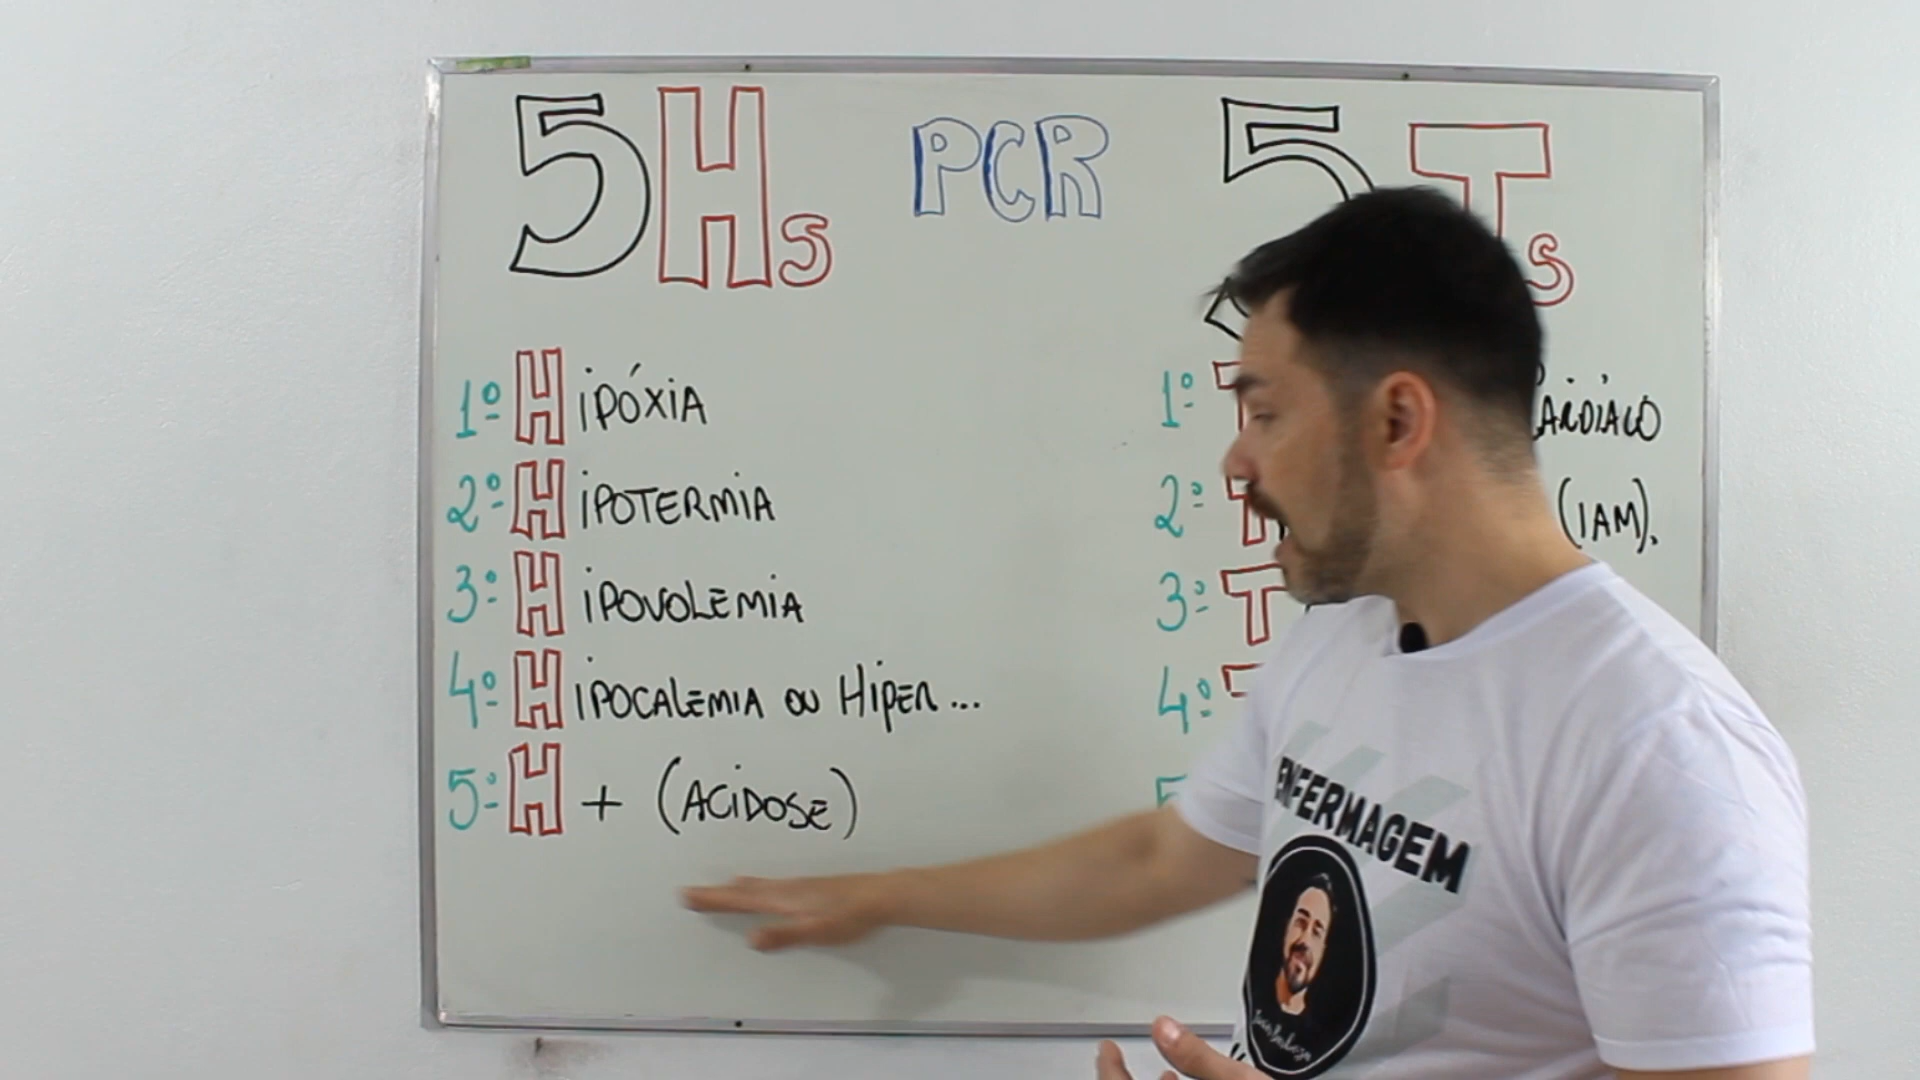 5Hs PCR 5Ts
1º HIPÓXIA
2º HIPOTERMIA
3º HIPOVOLEMIA
4º HIPOCALEMIA OU HIPER...
5º H+ (ACIDOSE)
1º T
2º T (IAM).
3º T
4º T
ENFERMAGEM